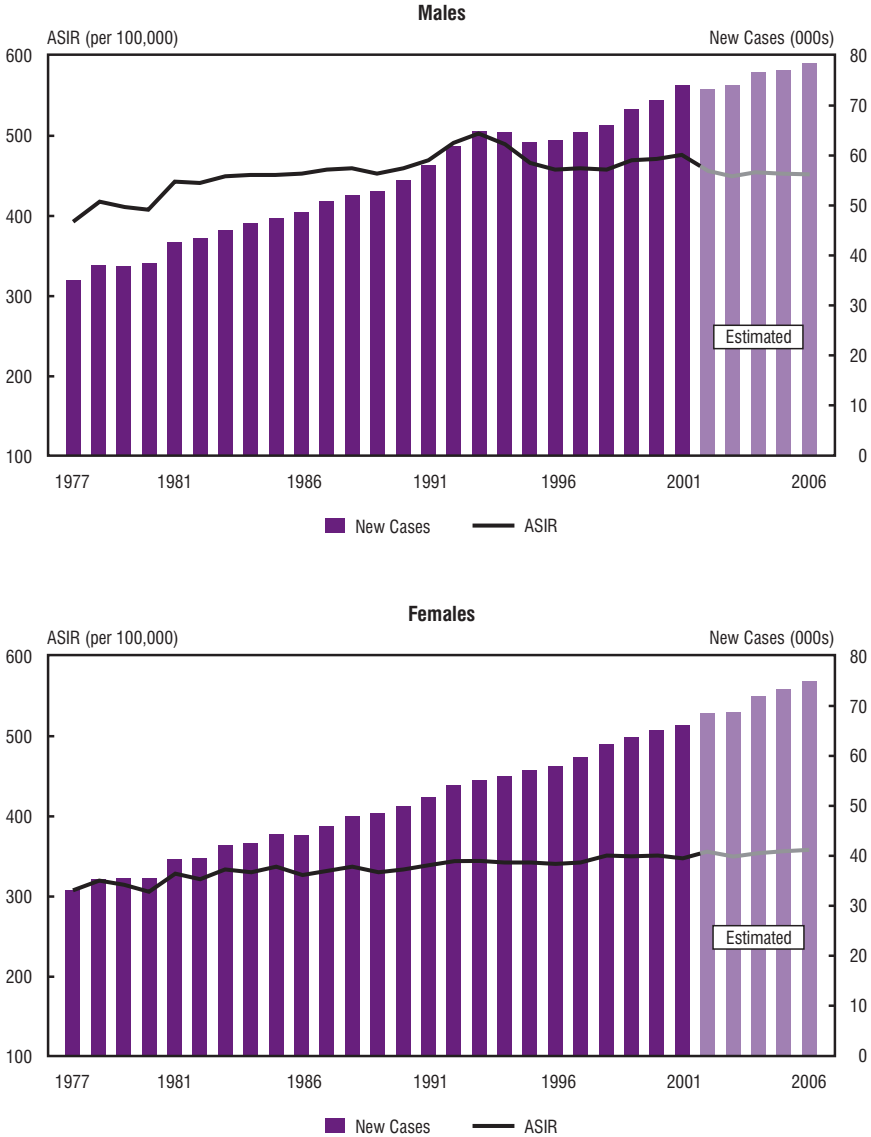 Males
ASIR (per 100,000) New Cases (000s)
600 80
500 70
400 60
300 50
200 40
100 30
20
10
0
Estimated
1977 1981 1986 1991 1996 2001 2006
New Cases ASIR
Females
ASIR (per 100,000) New Cases (000s)
600 80
500 70
400 60
300 50
200 40
100 30
20
10
0
Estimated
1977 1981 1986 1991 1996 2001 2006
New Cases ASIR